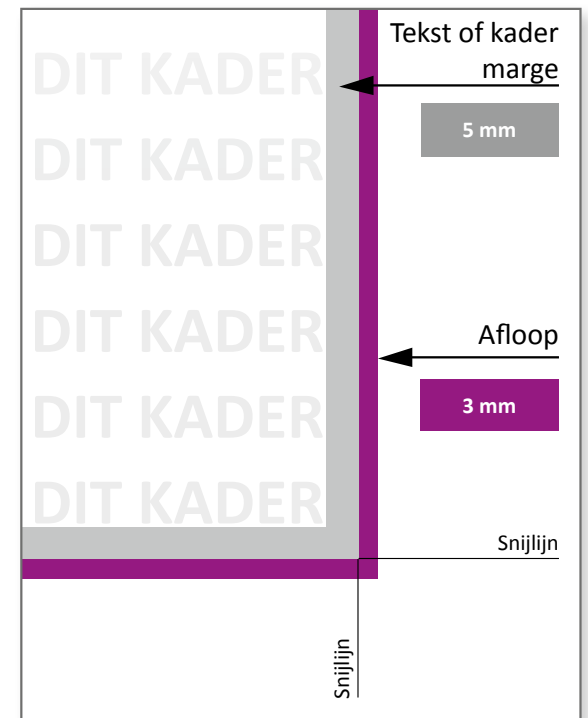 Tekst of kader
marge
DIT KADER
5 mm
DIT KADER
DIT KADER
DIT KADER
Afloop
3 mm
DIT KADER
DIT KADER
Snijlijn
Snijlijn